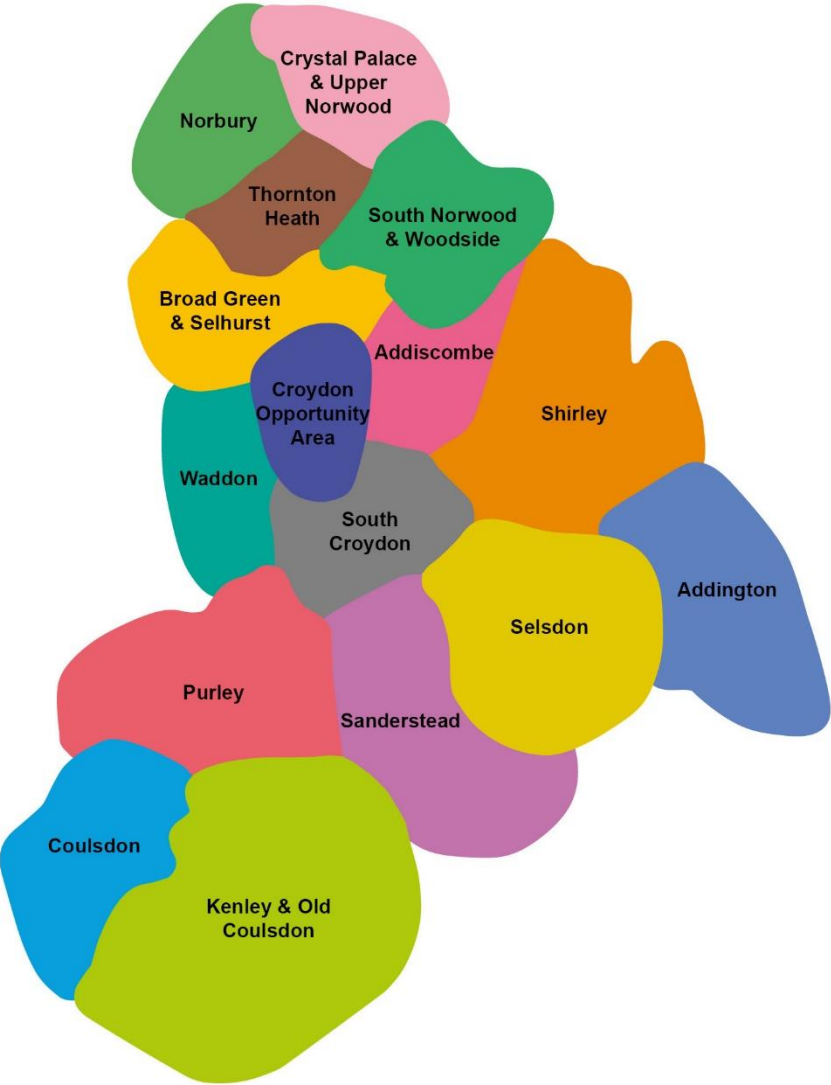 Crystal Palace
& Upper
Norwood
Norbury
Thornton
Heath
South Norwood
& Woodside
Broad Green
& Selhurst
Addiscombe
Croydon
Opportunity
Area
Shirley
Waddon
South
Croydon
Addington
Selsdon
Purley
Sanderstead
Coulsdon
Kenley & Old
Coulsdon